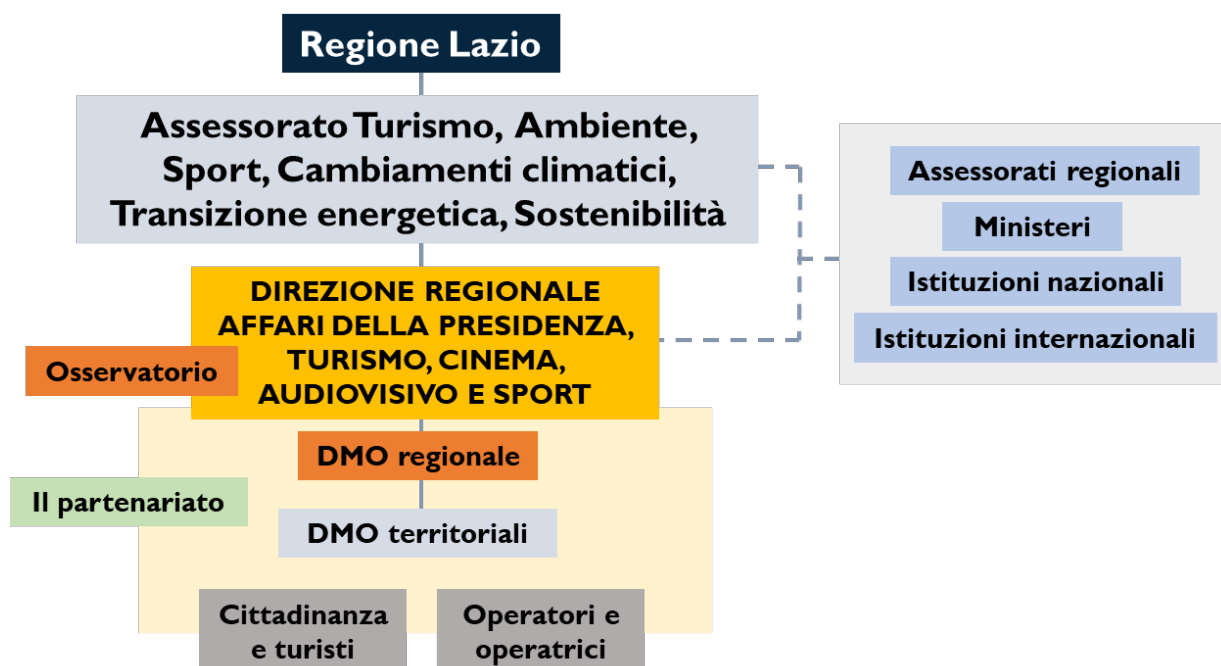 Regione Lazio
Assessorato Turismo, Ambiente,
Sport, Cambiamenti climatici,
Transizione energetica, Sostenibilità
Assessorati regionali
Ministeri
Istituzioni nazionali
Istituzioni internazionali
DIREZIONE REGIONALE
AFFARI DELLA PRESIDENZA,
TURISMO, CINEMA,
AUDIOVISIVO E SPORT
Osservatorio
DMO regionale
Il partenariato
DMO territoriali
Cittadinanza
e turisti
Operatori e
operatrici